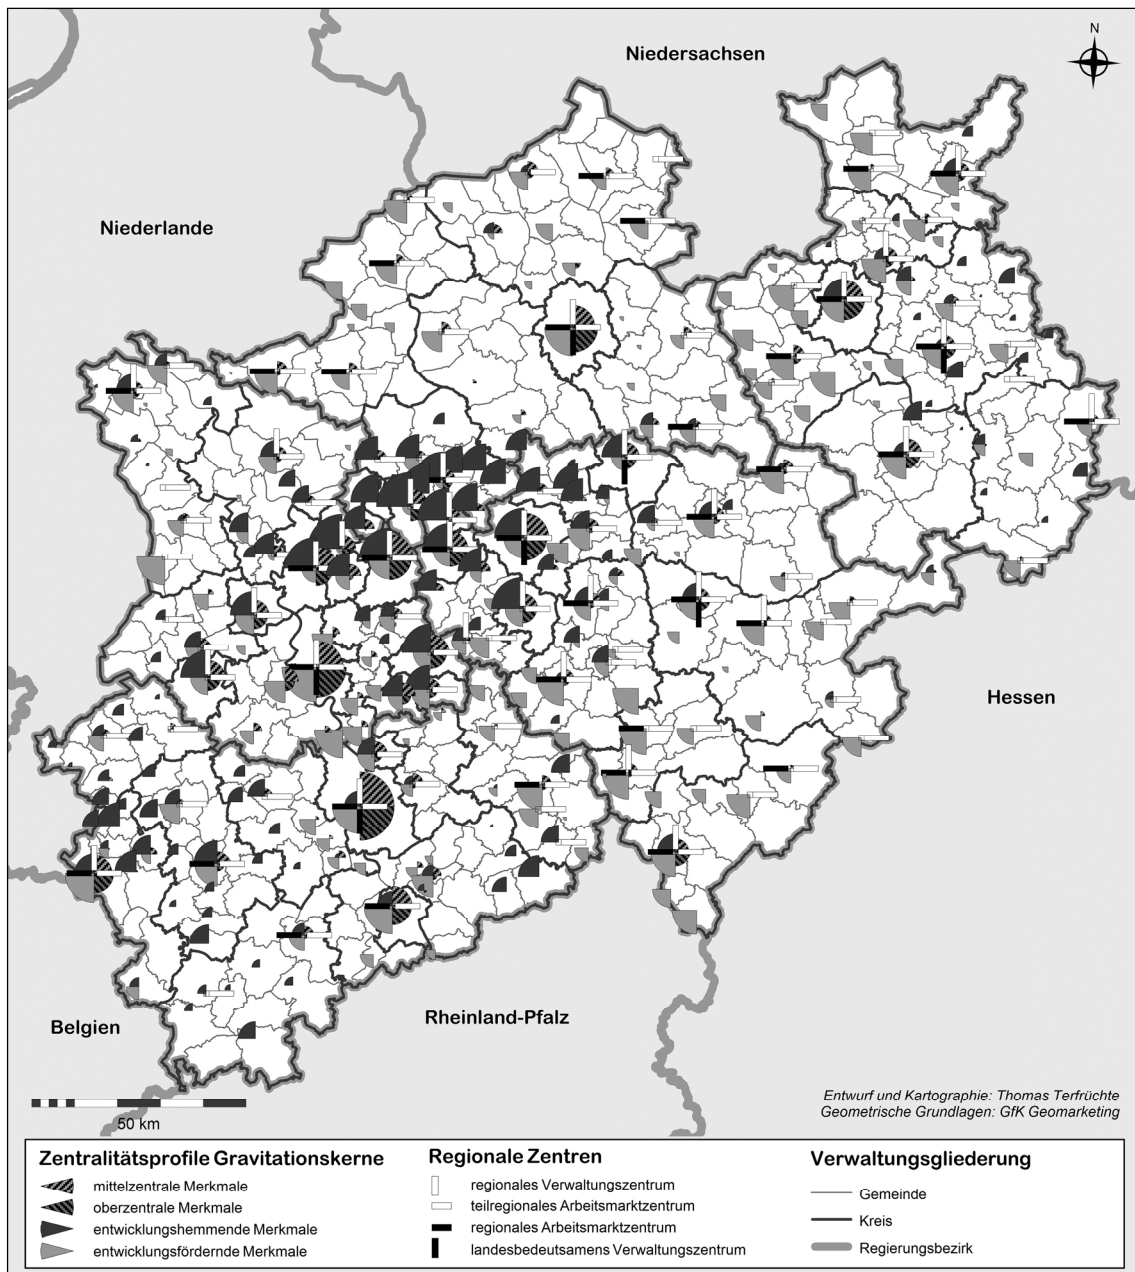 N
Niedersachsen
Niederlande
Hessen
Belgien
Rheinland-Pfalz
50 km
Entwurf und Kartographie: Thomas Terfrüchte
Geometrische Grundlagen: GfK Geomarketing
Zentralitätsprofile Gravitationskerne
mittelzentrale Merkmale
oberzentrale Merkmale
entwicklungshemmende Merkmale
entwicklungsfördernde Merkmale
Regionale Zentren
regionales Verwaltungszentrum
teilregionales Arbeitsmarktzentrum
regionales Arbeitsmarktzentrum
landesbedeutsamens Verwaltungszentrum
Verwaltungsgliederung
Gemeinde
Kreis
Regierungsbezirk